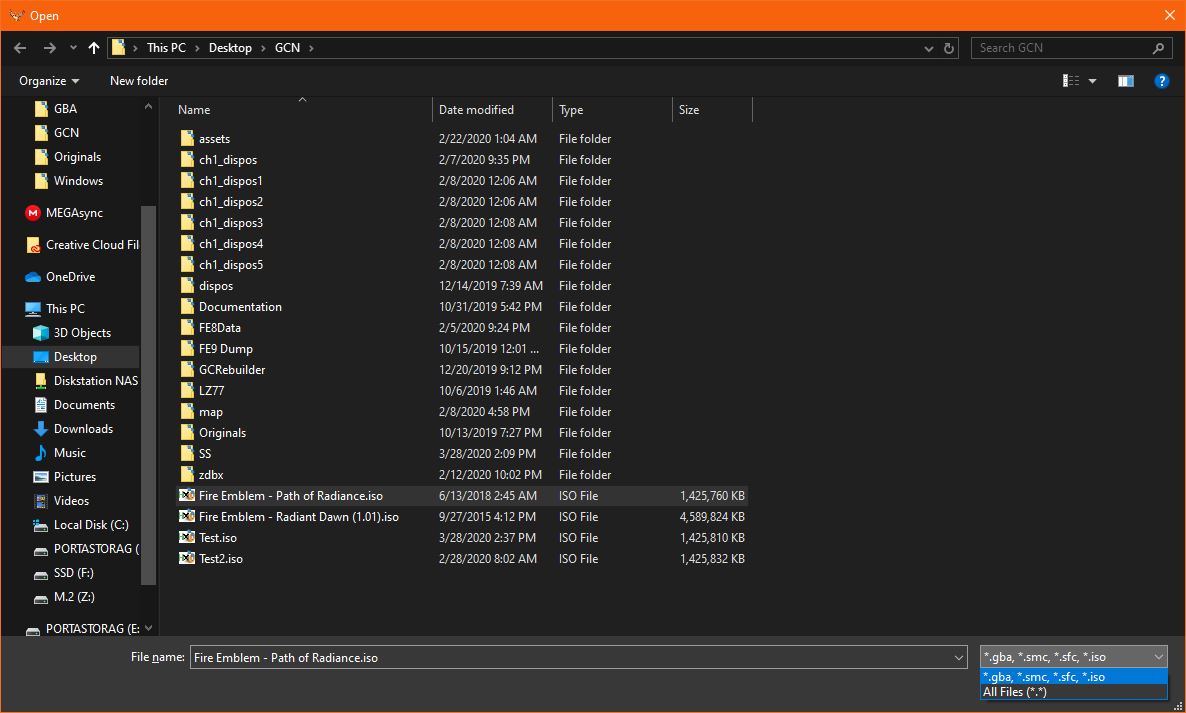 Open
This PC > Desktop > GCN >
Search GCN
Organize
New folder
GBA
GCN
Originals
Windows
MEGAsync
Creative Cloud Fil
OneDrive
This PC
3D Objects
Desktop
Diskstation NAS
Documents
Downloads
Music
Pictures
Videos
Local Disk (C:)
PORTASTORAG (
SSD (F:)
M.2 (Z:)
PORTASTORAG (E:
Name Date modified Type Size
assets 2/22/2020 1:04 AM File folder
ch1_dispos 2/7/2020 9:35 PM File folder
ch1_dispos1 2/8/2020 12:06 AM File folder
ch1_dispos2 2/8/2020 12:06 AM File folder
ch1_dispos3 2/8/2020 12:08 AM File folder
ch1_dispos4 2/8/2020 12:08 AM File folder
ch1_dispos5 2/8/2020 12:08 AM File folder
dispos 12/14/2019 7:39 AM File folder
Documentation 10/31/2019 5:42 PM File folder
FE8Data 2/5/2020 9:24 PM File folder
FE9 Dump 10/15/2019 12:01 ... File folder
GCRebuilder 12/20/2019 9:12 PM File folder
LZ77 10/6/2019 1:46 AM File folder
map 2/8/2020 4:58 PM File folder
Originals 10/13/2019 7:27 PM File folder
SS 3/28/2020 2:09 PM File folder
zdbx 2/12/2020 10:02 PM File folder
Fire Emblem - Path of Radiance.iso 6/13/2018 2:45 AM ISO File 1,425,760 KB
Fire Emblem - Radiant Dawn (1.01).iso 9/27/2015 4:12 PM ISO File 4,589,824 KB
Test.iso 3/28/2020 2:37 PM ISO File 1,425,810 KB
Test2.iso 2/28/2020 8:02 AM ISO File 1,425,832 KB
File name: Fire Emblem - Path of Radiance.iso
*.gba, *.smc, *.sfc, *.iso
*.gba, *.smc, *.sfc, *.iso
All Files (*.*)